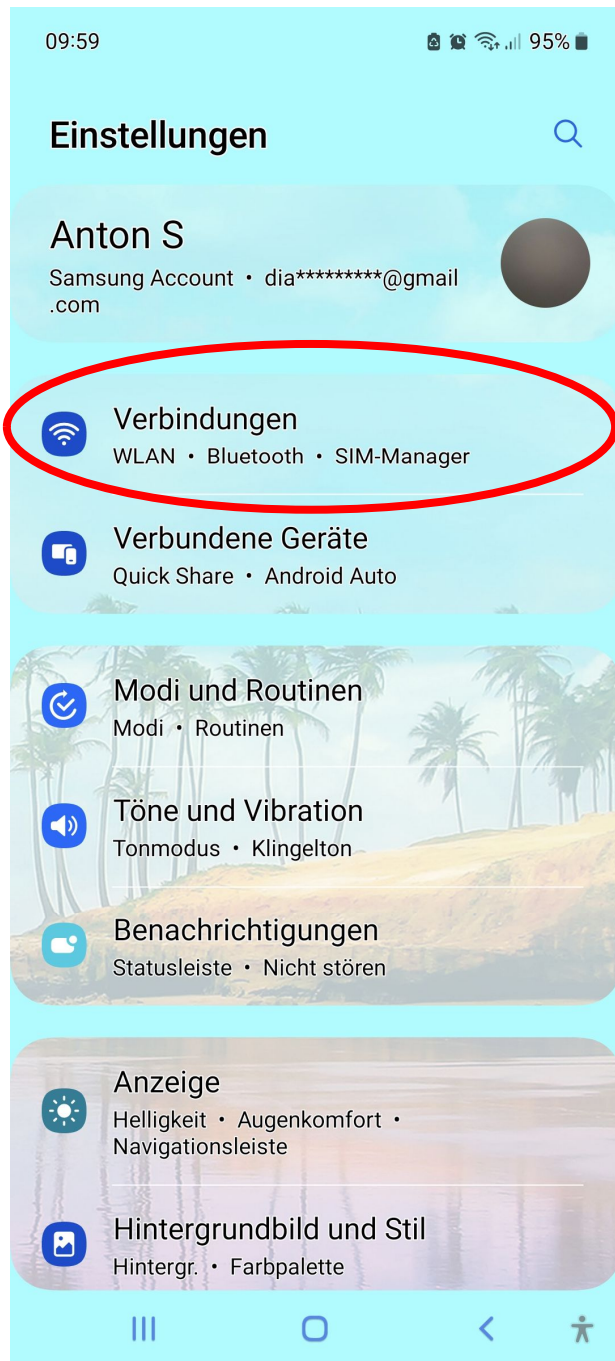 09:59
95%
Einstellungen
Anton S
Samsung Account • dia*********@gmail
.com
Verbindungen
WLAN • Bluetooth • SIM-Manager
Verbundene Geräte
Quick Share • Android Auto
Modi und Routinen
Modi • Routinen
Töne und Vibration
Tonmodus • Klingelton
Benachrichtigungen
Statusleiste • Nicht stören
Anzeige
Helligkeit • Augenkomfort •
Navigationsleiste
Hintergrundbild und Stil
Hintergr. • Farbpalette